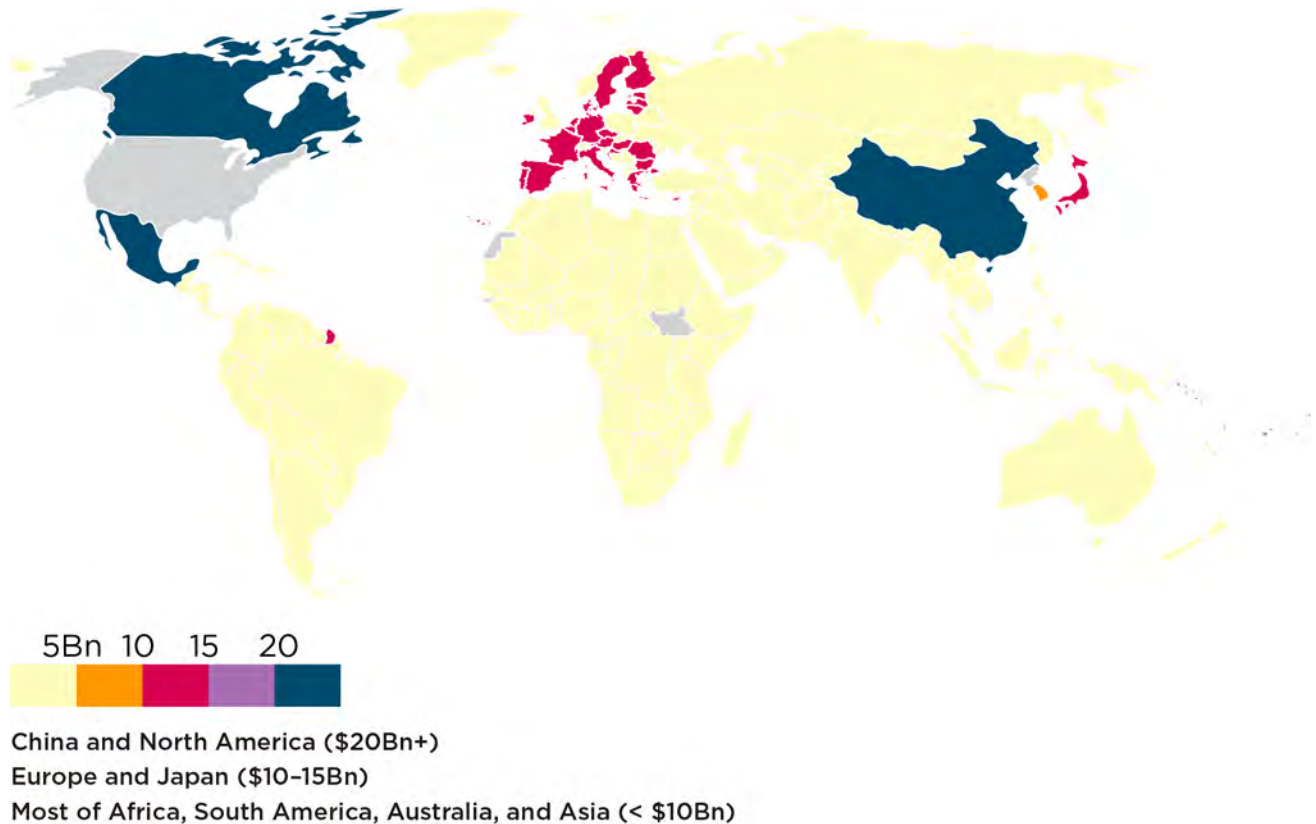 5Bn 10 15 20
China and North America ($20Bn+)
Europe and Japan ($10–15Bn)
Most of Africa, South America, Australia, and Asia (< $10Bn)